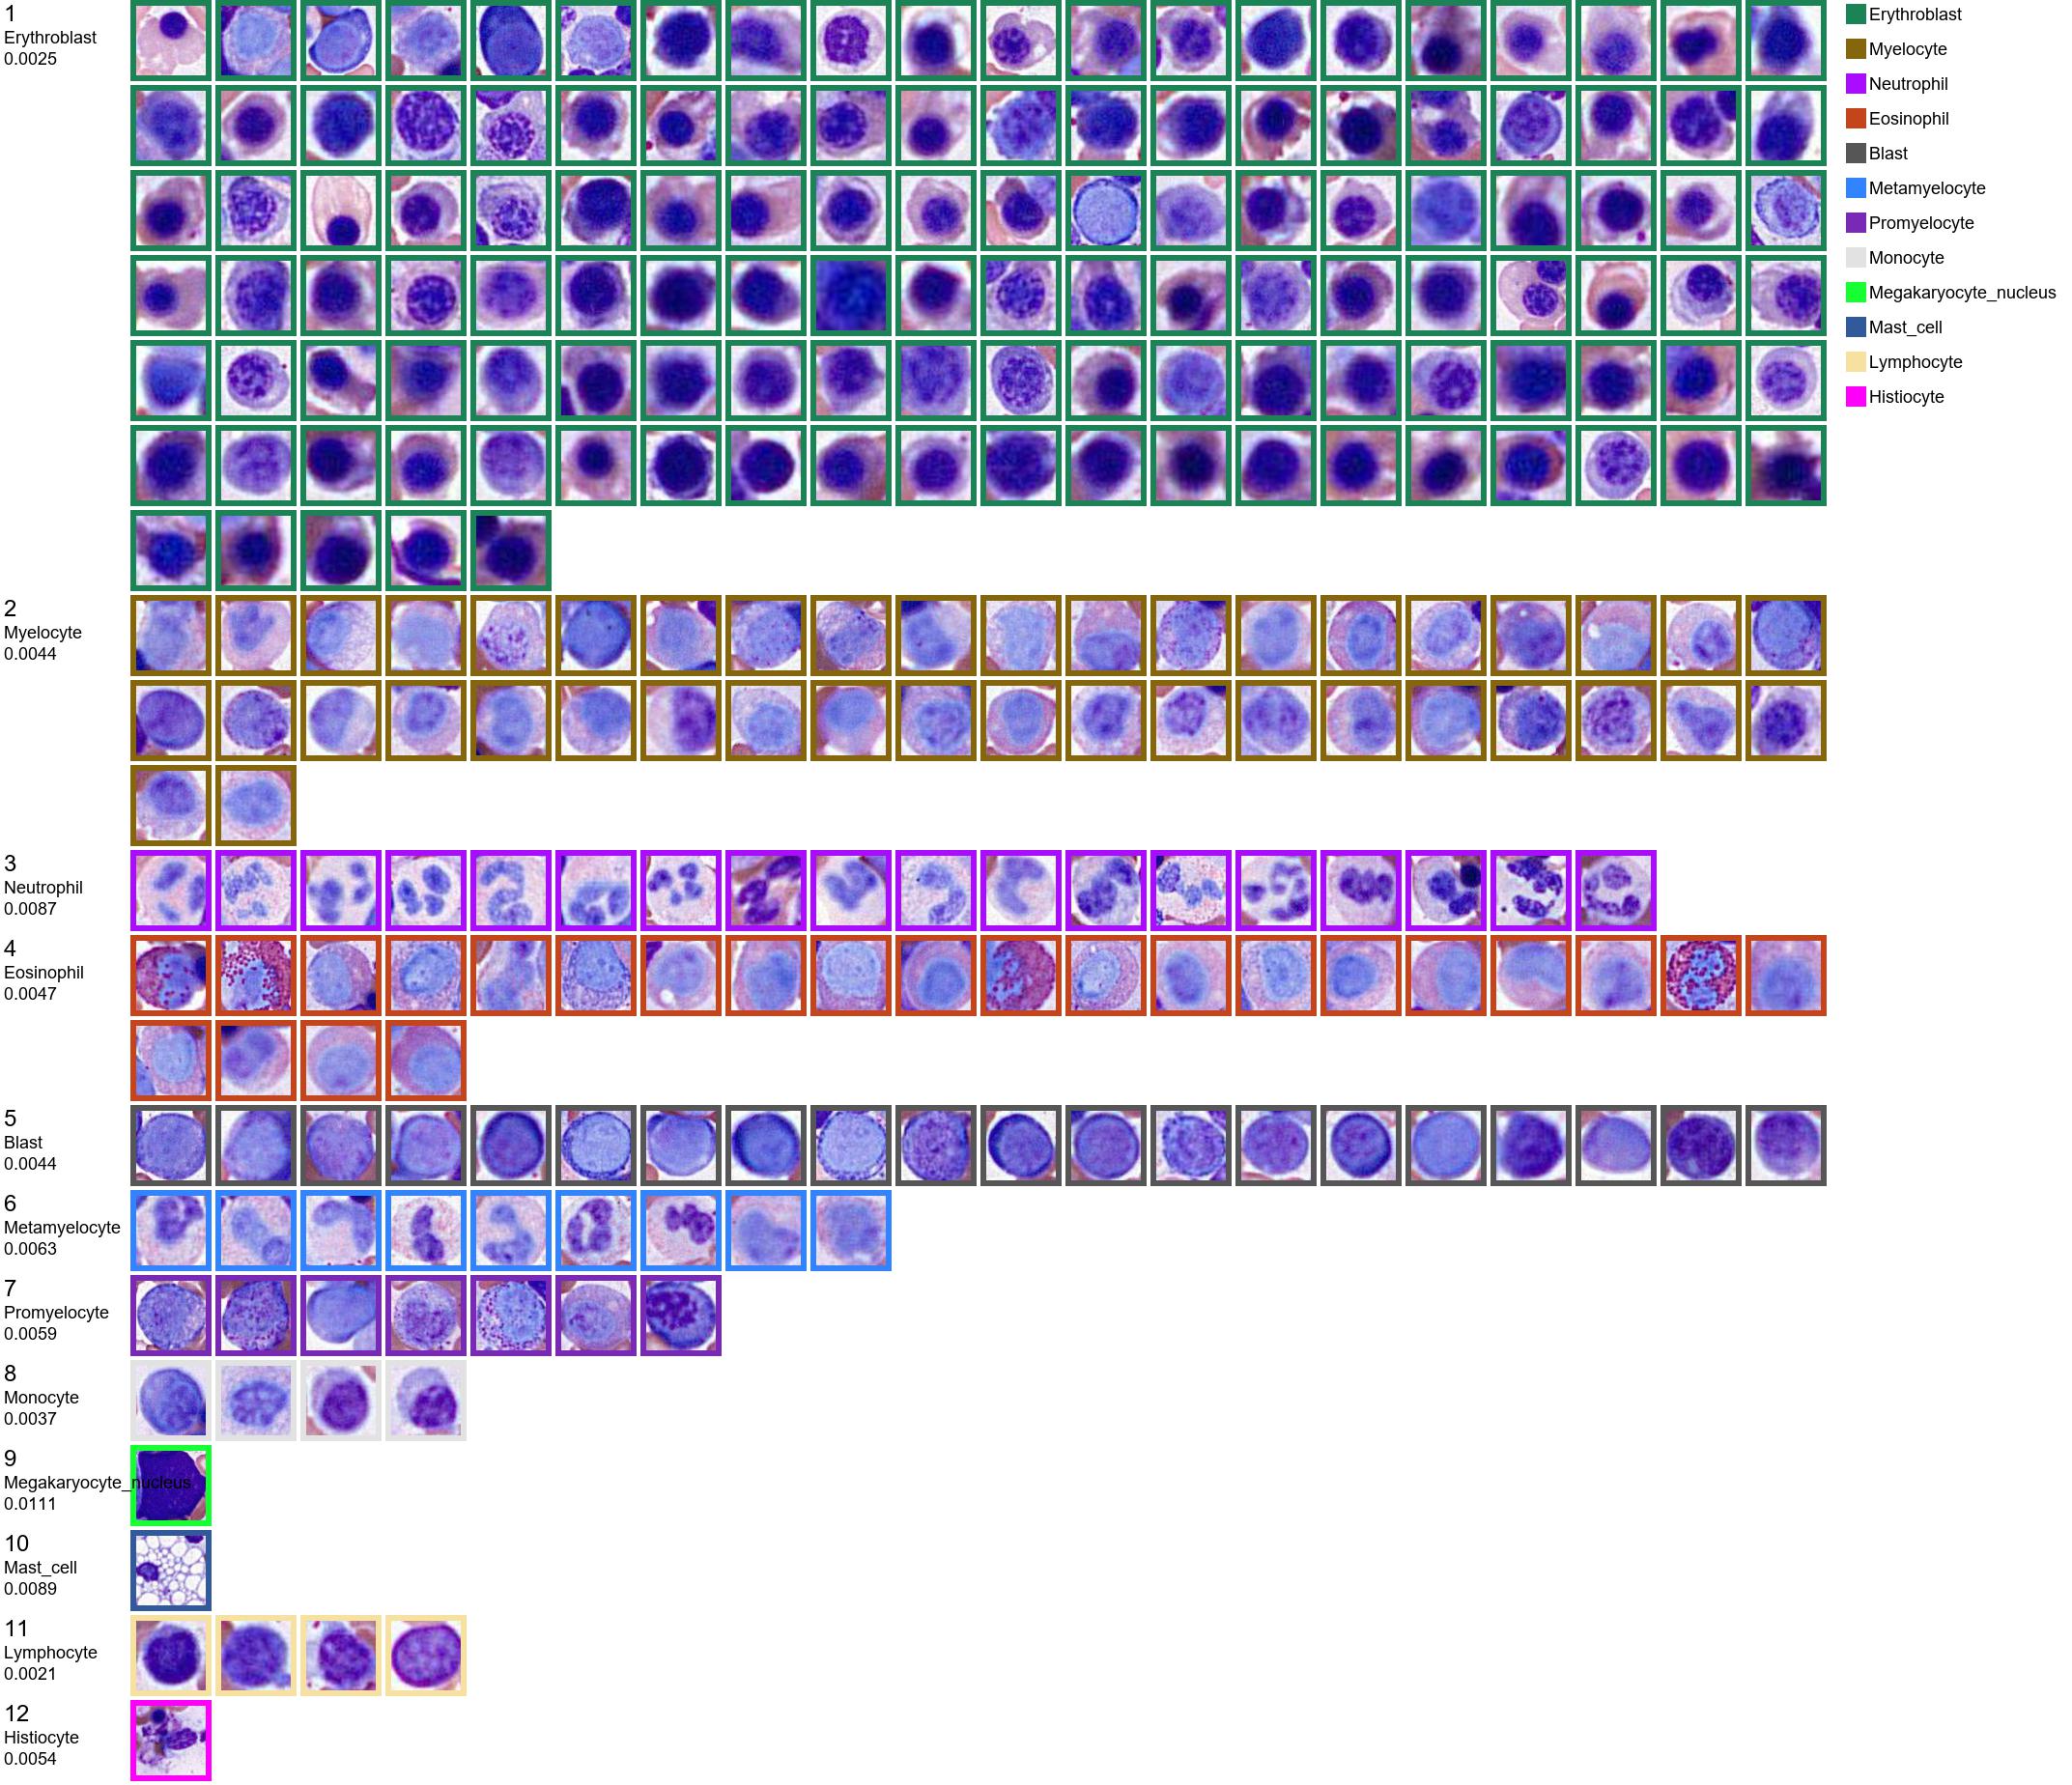 1
Erythroblast
0.0025
2
Myelocyte
0.0044
3
Neutrophil
0.0087
4
Eosinophil
0.0047
5
Blast
0.0044
6
Metamyelocyte
0.0063
7
Promyelocyte
0.0059
8
Monocyte
0.0037
9
Megakaryocyte_nucleus
0.0111
10
Mast_cell
0.0089
11
Lymphocyte
0.0021
12
Histiocyte
0.0054
Erythroblast
Myelocyte
Neutrophil
Eosinophil
Blast
Metamyelocyte
Promyelocyte
Monocyte
Megakaryocyte_nucleus
Mast_cell
Lymphocyte
Histiocyte